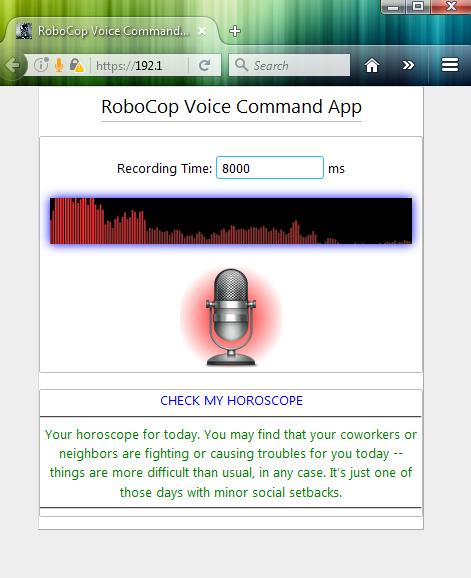 RoboCop Voice Command...
https://192.1
Search
RoboCop Voice Command App
Recording Time: 8000 ms
CHECK MY HOROSCOPE
Your horoscope for today. You may find that your coworkers or
neighbors are fighting or causing troubles for you today --
things are more difficult than usual, in any case. It's just one of
those days with minor social setbacks.